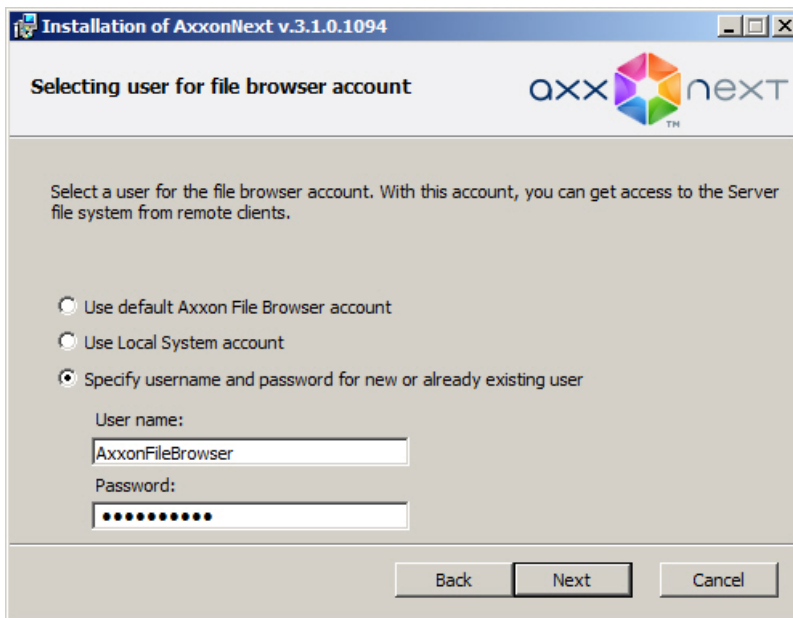 Installation of AxxonNext v.3.1.0.1094
Selecting user for file browser account
axx next
TM
Select a user for the file browser account. With this account, you can get access to the Server
file system from remote clients.
Use default Axxon File Browser account
Use Local System account
Specify username and password for new or already existing user
User name:
AxxonFileBrowser
Password:
●●●●●●●●●●
Back Next Cancel